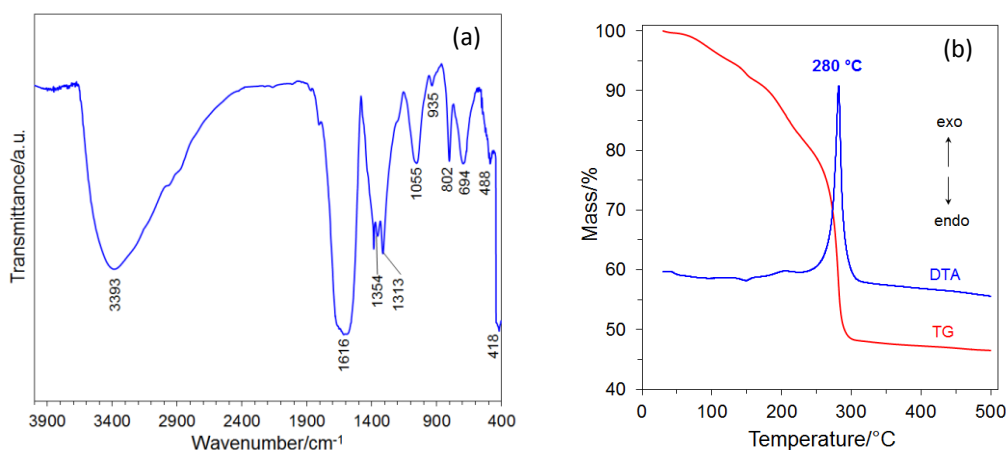 (a)
Transmittance/a.u.
3393
1616
1354
1313
1055
935
802
694
488
418
3900
2900
1900
1400
900
400
Wavenumber/cm⁻¹
(b)
280 °C
exo
endo
DTA
TG
Mass/%
100
90
80
70
60
50
40
0
100
200
300
400
500
Temperature/°C